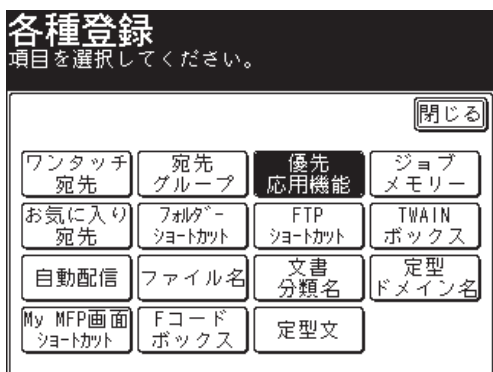 各種登録
項目を選択してください。
閉じる
ワンタッチ
宛先
宛先
グループ
優先
応用機能
ジョブ
メモリー
お気に入り
宛先
フォルダー
ショートカット
FTP
ショートカット
TWAIN
ボックス
自動配信
ファイル名
文書
分類名
定型
ドメイン名
My MFP画面
ショートカット
Fコード
ボックス
定型文